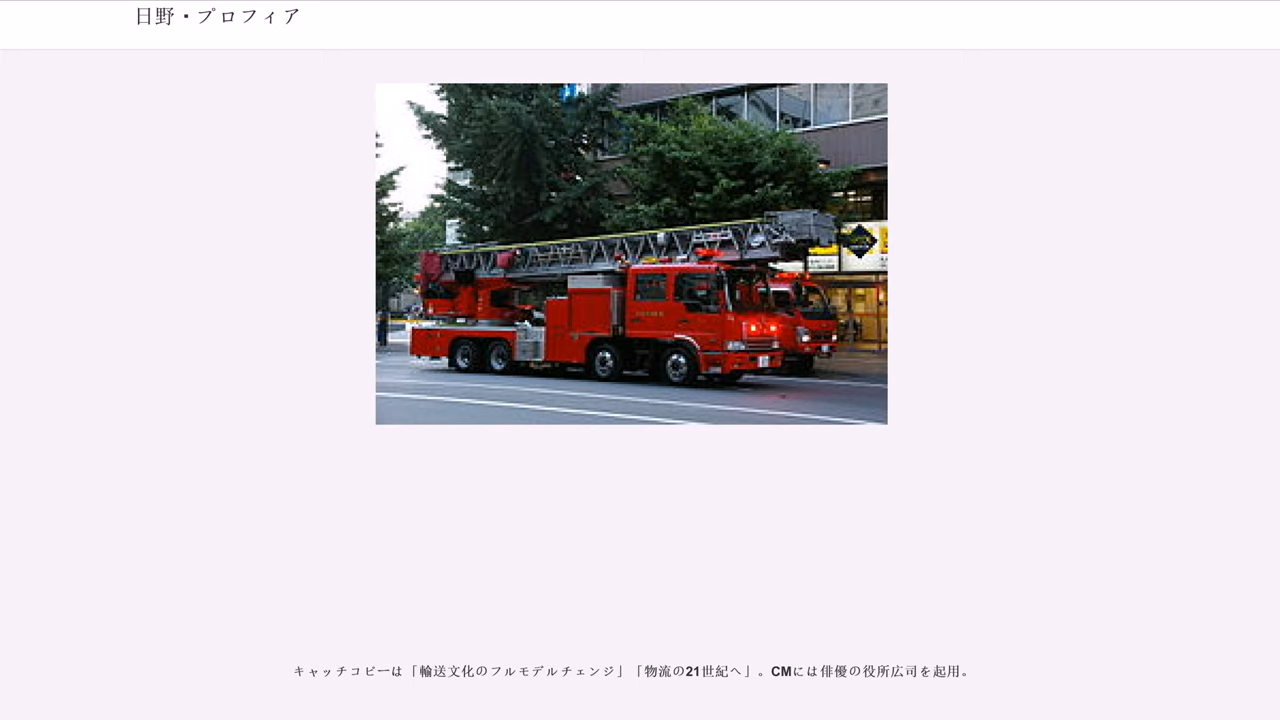 日野・プロフィア
キャッチコピーは「輸送文化のフルモデルチェンジ」「物流の21世紀へ」。CMには俳優の役所広司を起用。